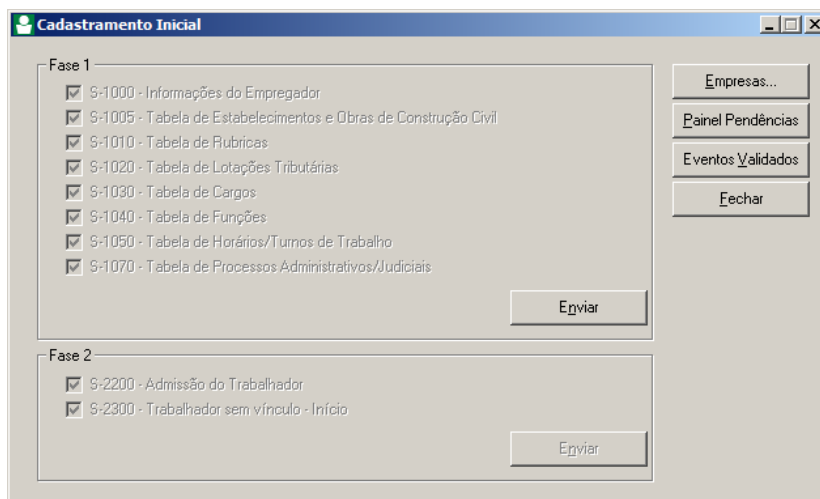 Cadastramento Inicial
Fase 1
S-1000 - Informações do Empregador
S-1005 - Tabela de Estabelecimentos e Obras de Construção Civil
S-1010 - Tabela de Rubricas
S-1020 - Tabela de Lotações Tributárias
S-1030 - Tabela de Cargos
S-1040 - Tabela de Funções
S-1050 - Tabela de Horários/Turnos de Trabalho
S-1070 - Tabela de Processos Administrativos/Judiciais
Enviar
Fase 2
S-2200 - Admissão do Trabalhador
S-2300 - Trabalhador sem vínculo - Início
Enviar
Empresas...
Painel Pendências
Eventos Validados
Fechar